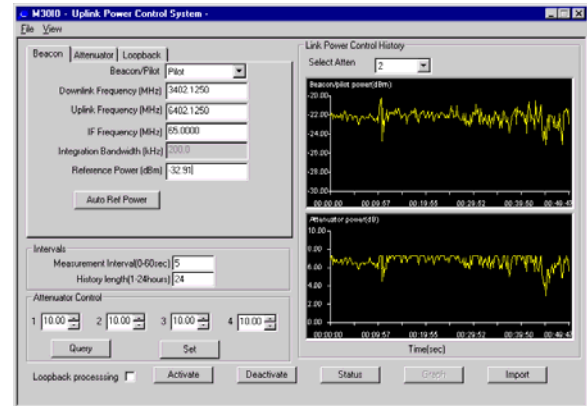 M3010 - Uplink Power Control System -
File View
Beacon Attenuator Loopback
Beacon/Pilot Pilot
Downlink Frequency (MHz) 3402.1250
Uplink Frequency (MHz) 6402.1250
IF Frequency (MHz) 65.0000
Integration Bandwidth (kHz) 200.0
Reference Power (dBm) -32.91
Auto Ref Power
Intervals
Measurement Interval(0-60sec) 5
History length(1-24hours) 24
Attenuator Control
1 10.00 2 10.00 3 10.00 4 10.00
Query Set
Loopback processsing Activate Deactivate Status Graph Import
Link Power Control History
Select Atten 2
Beacon/pilot power(dBm)
-20.00
-22.00
-24.00
-26.00
-28.00
-30.00
00:00:00 00:09:57 00:19:55 00:29:52 00:39:50 00:49:47
Attenuator power(dB)
10.00
8.00
6.00
4.00
2.00
0.00
00:00:00 00:09:57 00:19:55 00:29:52 00:39:50 00:49:47
Time(sec)